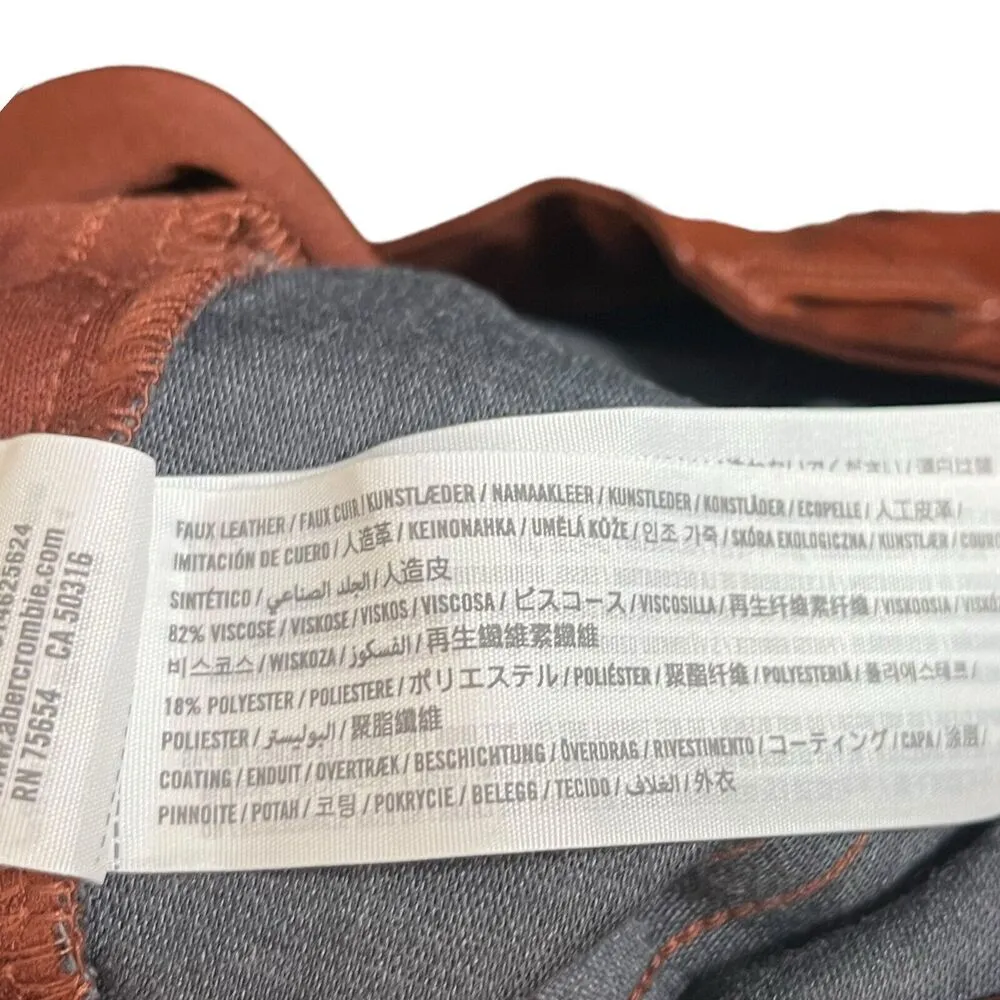 FAUX LEATHER / FAUX CUIR / KUNSTLÆDER / NAMAAKLEER / KUNSTLEDER / KONSTLÄDER / ECOPELLE / 人工皮革 /
IMITACIÓN DE CUERO / 人造革 / KEINONAHKA / UMĚLÁ KŮŽE / 인조 가죽 / SKÓRA EKOLOGICZNA / KUNSTLÆR / COURO
SINTÉTICO / الجلد الصناعي / 人造皮
82% VISCOSE / VISKOSE / VISKOS / VISCOSA / ビスコース / VISCOSILLA / 再生纤维素纤维 / VISKOOSIA / VISKÓ
비스코스 / WISKOZA / الفسكوز / 再生纖維素纖維
18% POLYESTER / POLIESTERE / ポリエステル / POLIÉSTER / 聚酯纤维 / POLYESTERIÄ / 폴리에스테르 /
POLIESTER / البوليستر / 聚脂纖維
COATING / ENDUIT / OVERTRÆK / BESCHICHTUNG / ÖVERDRAG / RIVESTIMENTO / コーティング / CAPA / 涂层 /
PINNOITE / POTAH / 코팅 / POKRYCIE / BELEGG / TECIDO / الغلاف / 外衣
www.abercrombie.com
RN 75654 CA 50316